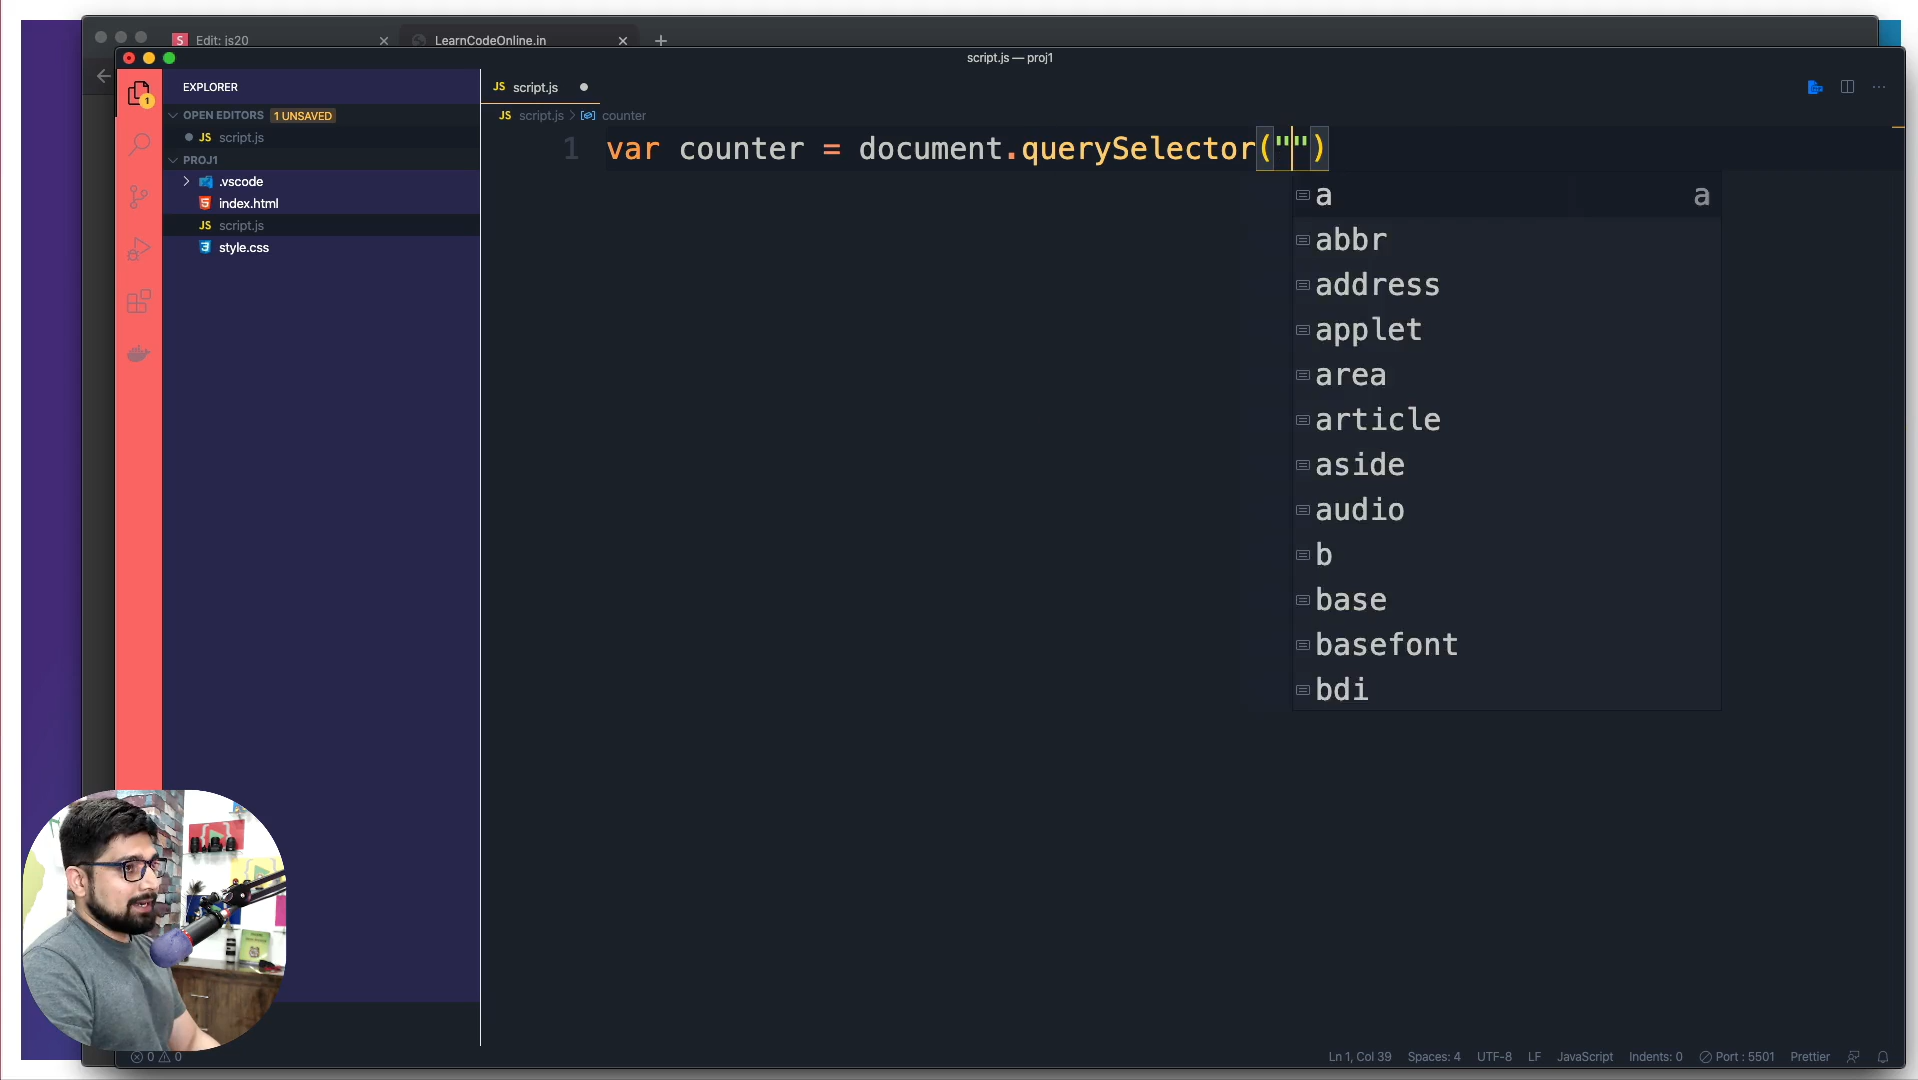 S Edit: js20
LearnCodeOnline.in
script.js — proj1
EXPLORER
OPEN EDITORS 1 UNSAVED
JS script.js
PROJ1
.vscode
index.html
JS script.js
style.css
1
JS script.js
JS script.js > counter
1 var counter = document.querySelector("")
a a
abbr
address
applet
area
article
aside
audio
b
base
basefont
bdi
0 0
Ln 1, Col 39 Spaces: 4 UTF-8 LF JavaScript Indents: 0 Port : 5501 Prettier